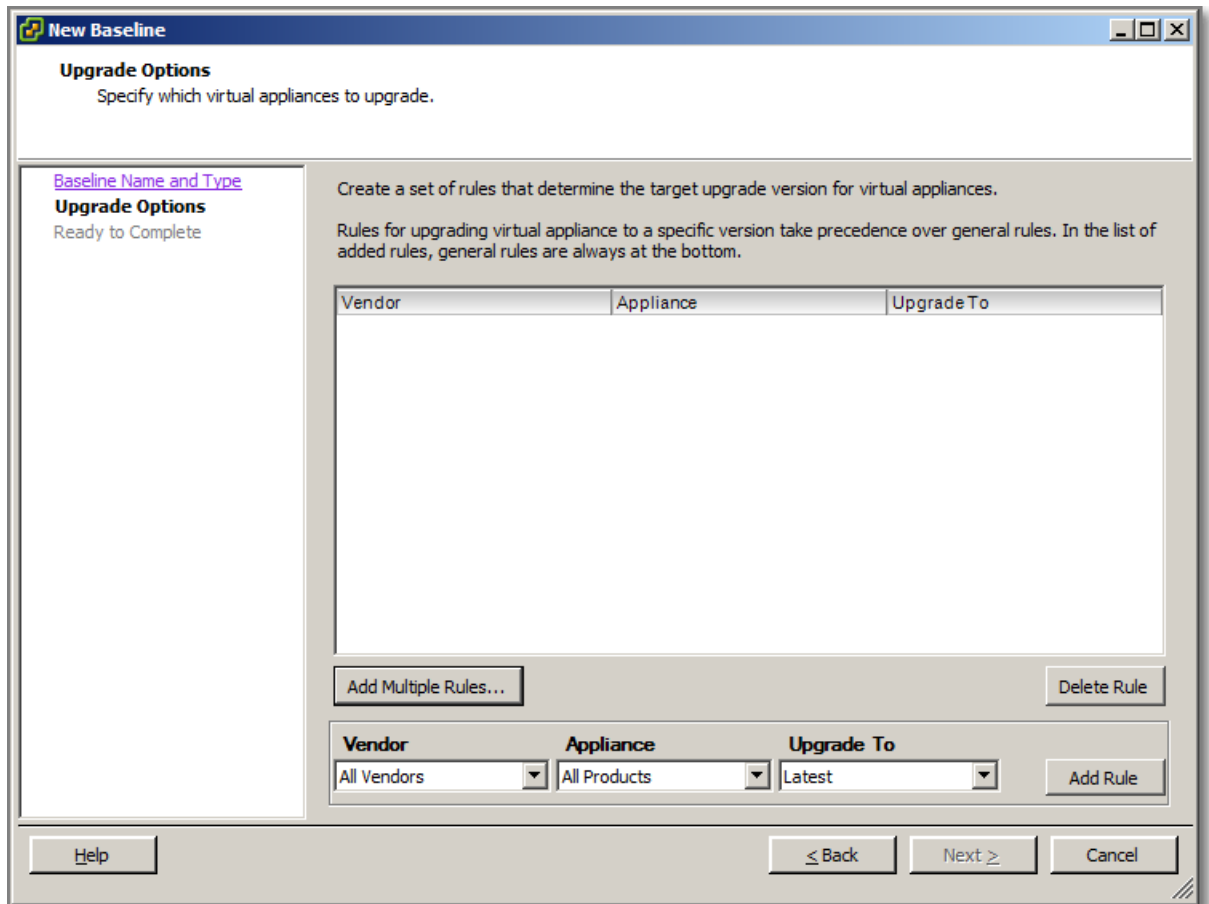 New Baseline
Upgrade Options
Specify which virtual appliances to upgrade.
Baseline Name and Type
Upgrade Options
Ready to Complete
Create a set of rules that determine the target upgrade version for virtual appliances.
Rules for upgrading virtual appliance to a specific version take precedence over general rules. In the list of
added rules, general rules are always at the bottom.
Vendor Appliance Upgrade To
Add Multiple Rules... Delete Rule
Vendor Appliance Upgrade To
All Vendors All Products Latest Add Rule
Help < Back Next > Cancel